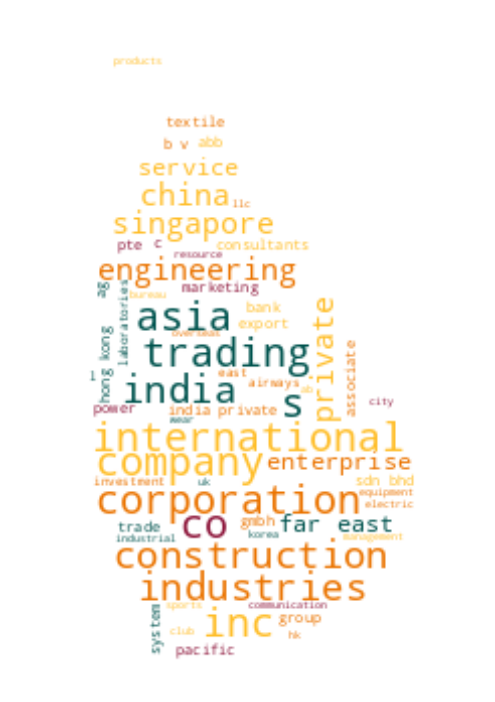 products
textile
b v abb
service
china llc
singapore
pte c consultants
resource
engineering
ag marketing
laboratories bureau
asia bank
export
overseas
hong kong trading private
l east associate
india airways ab
s city
power india private
wear
international
company enterprise
investment uk sdn bhd
corporation equipment
electric
trade co gmbh far east
industrial korea management
construction
industries
system sports communication
inc group
club hk
pacific